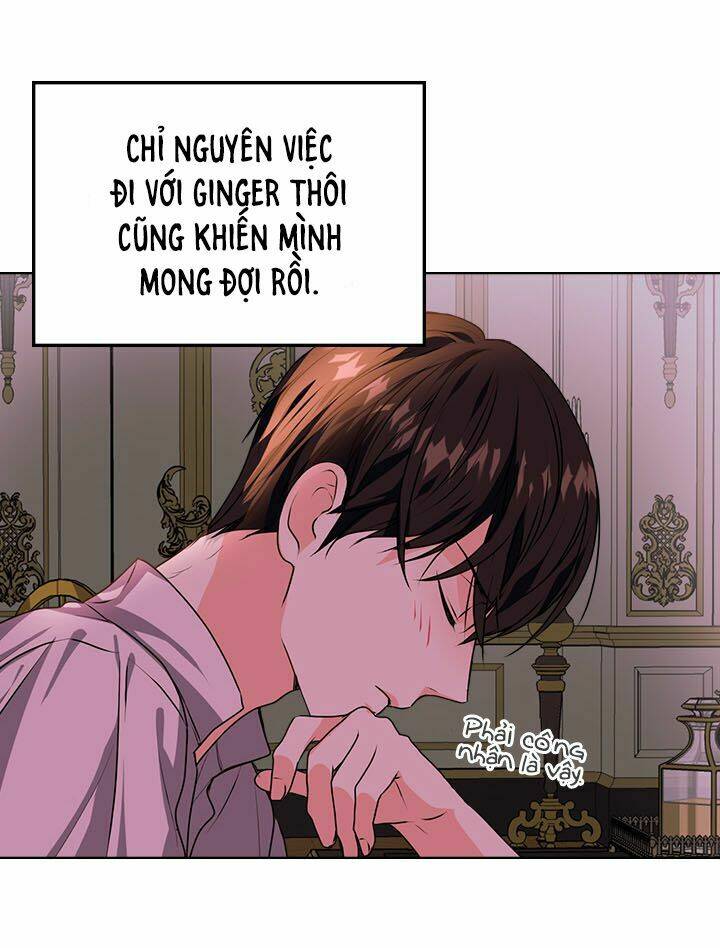 CHỈ NGUYÊN VIỆC
ĐI VỚI GINGER THÔI
CŨNG KHIẾN MÌNH
MONG ĐỢI RỒI.
Phải công
nhận là vậy.